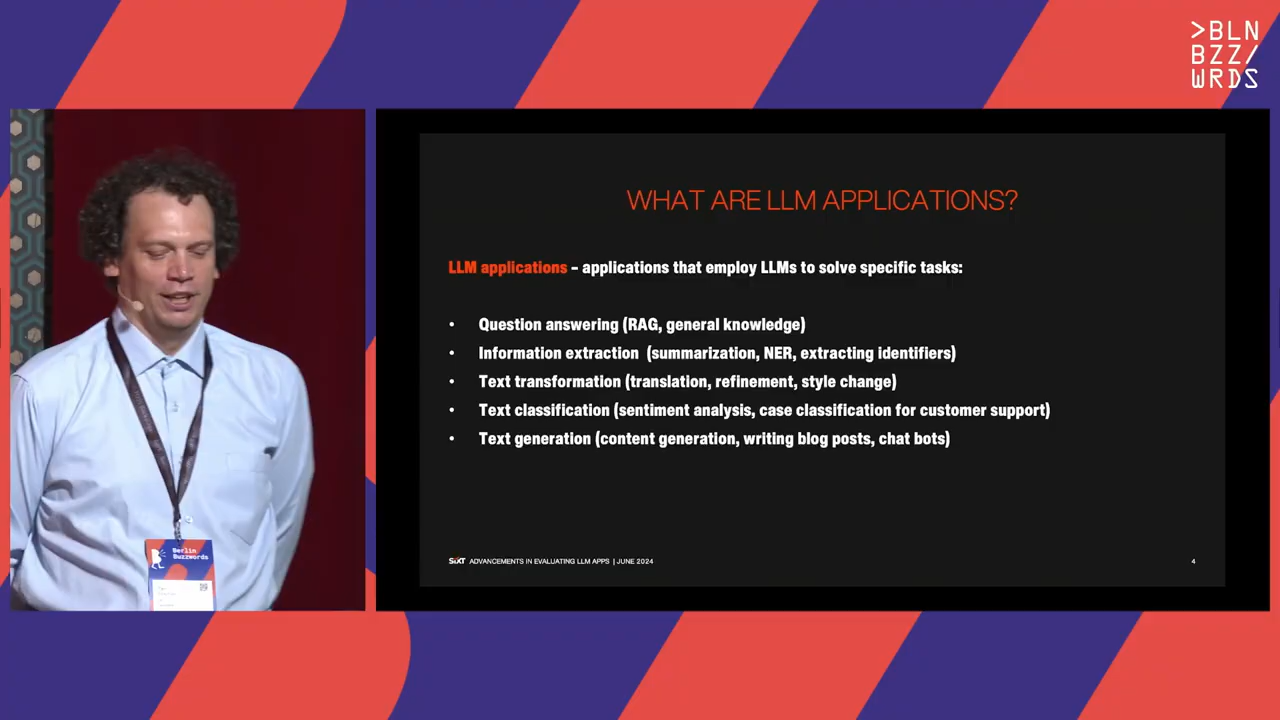 >BLN
BZZ/
WRDS
WHAT ARE LLM APPLICATIONS?
LLM applications – applications that employ LLMs to solve specific tasks:
• Question answering (RAG, general knowledge)
• Information extraction (summarization, NER, extracting identifiers)
• Text transformation (translation, refinement, style change)
• Text classification (sentiment analysis, case classification for customer support)
• Text generation (content generation, writing blog posts, chat bots)
SIXT ADVANCEMENTS IN EVALUATING LLM APPS | JUNE 2024
4
Berlin
Buzzwords